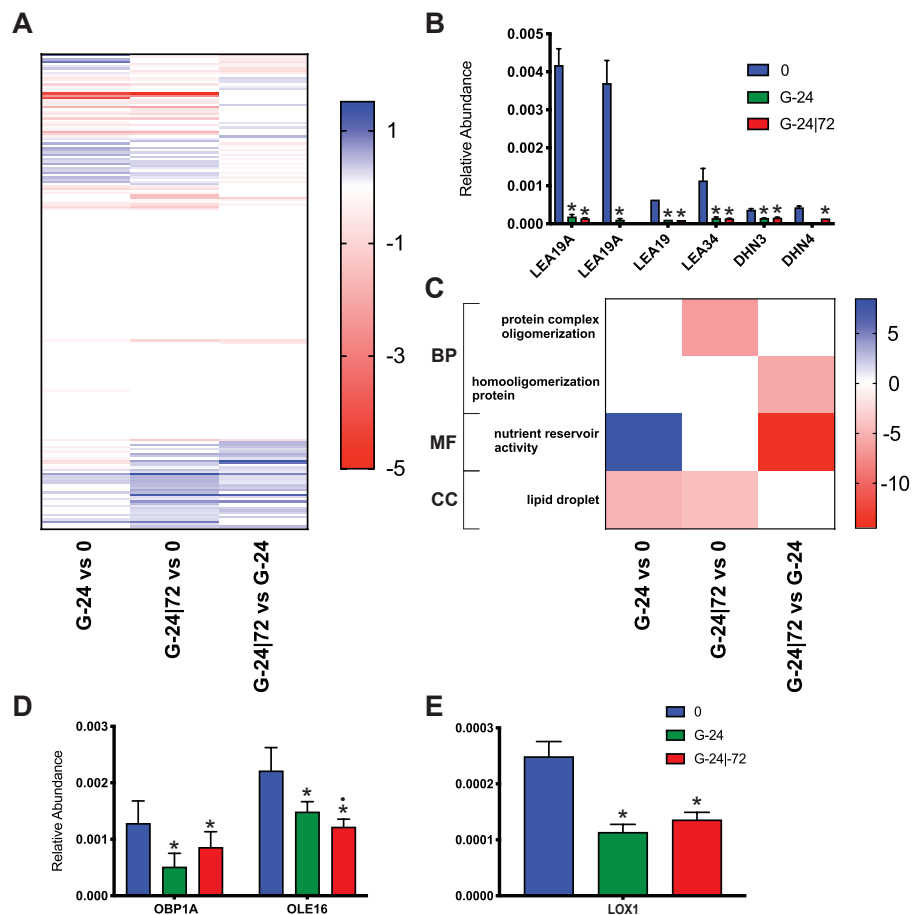 A
1
-1
-3
-5
G-24 vs 0
G-24|72 vs 0
G-24|72 vs G-24
B
Relative Abundance
0.005
0.004
0.003
0.002
0.001
0.000
0
G-24
G-24|72
* * * * * * * * * * *
LEA19A
LEA19A
LEA19
LEA34
DHN3
DHN4
C
BP
MF
CC
protein complex
oligomerization
homooligomerization
protein
nutrient reservoir
activity
lipid droplet
5
0
-5
-10
G-24 vs 0
G-24|72 vs 0
G-24|72 vs G-24
D
Relative Abundance
0.003
0.002
0.001
0.000
* * * •
*
OBP1A
OLE16
E
0.0003
0.0002
0.0001
0.0000
0
G-24
G-24|-72
* *
LOX1